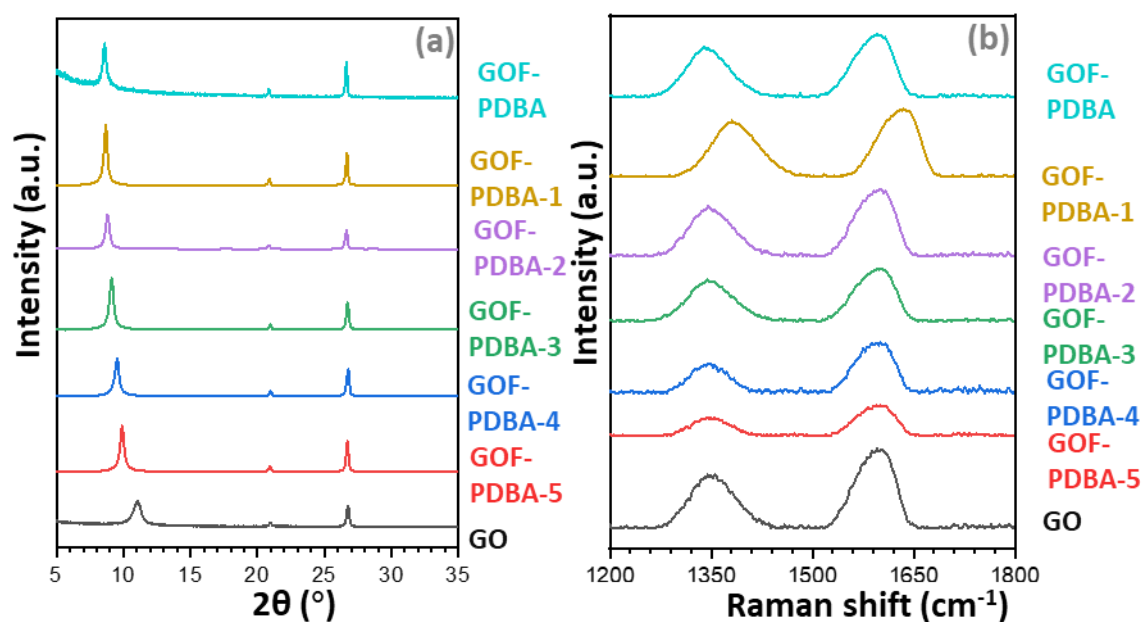 (a)
Intensity (a.u.)
GOF-
PDBA
GOF-
PDBA-1
GOF-
PDBA-2
GOF-
PDBA-3
GOF-
PDBA-4
GOF-
PDBA-5
GO
5 10 15 20 25 30 35
2θ (°)
(b)
Intensity (a.u.)
GOF-
PDBA
GOF-
PDBA-1
GOF-
PDBA-2
GOF-
PDBA-3
GOF-
PDBA-4
GOF-
PDBA-5
GO
1200 1350 1500 1650 1800
Raman shift (cm⁻¹)